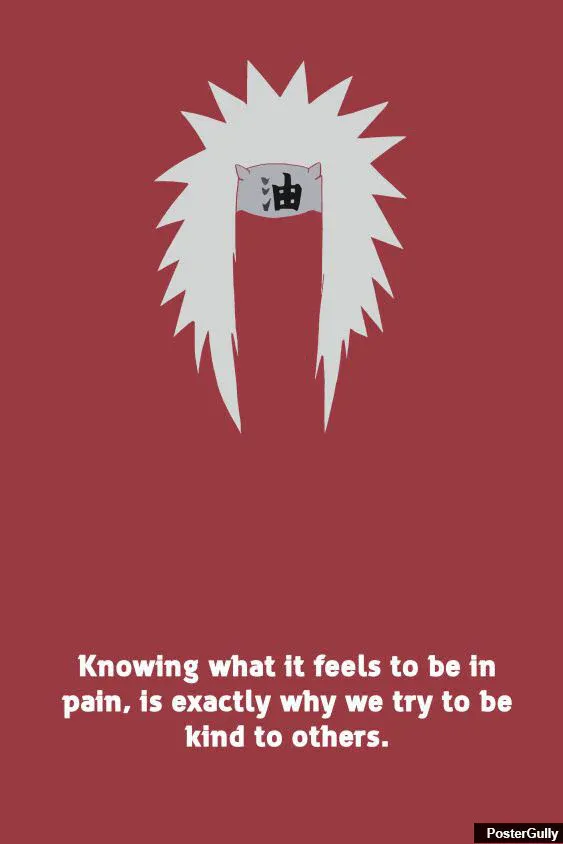 油
Knowing what it feels to be in
pain, is exactly why we try to be
kind to others.
PosterGully